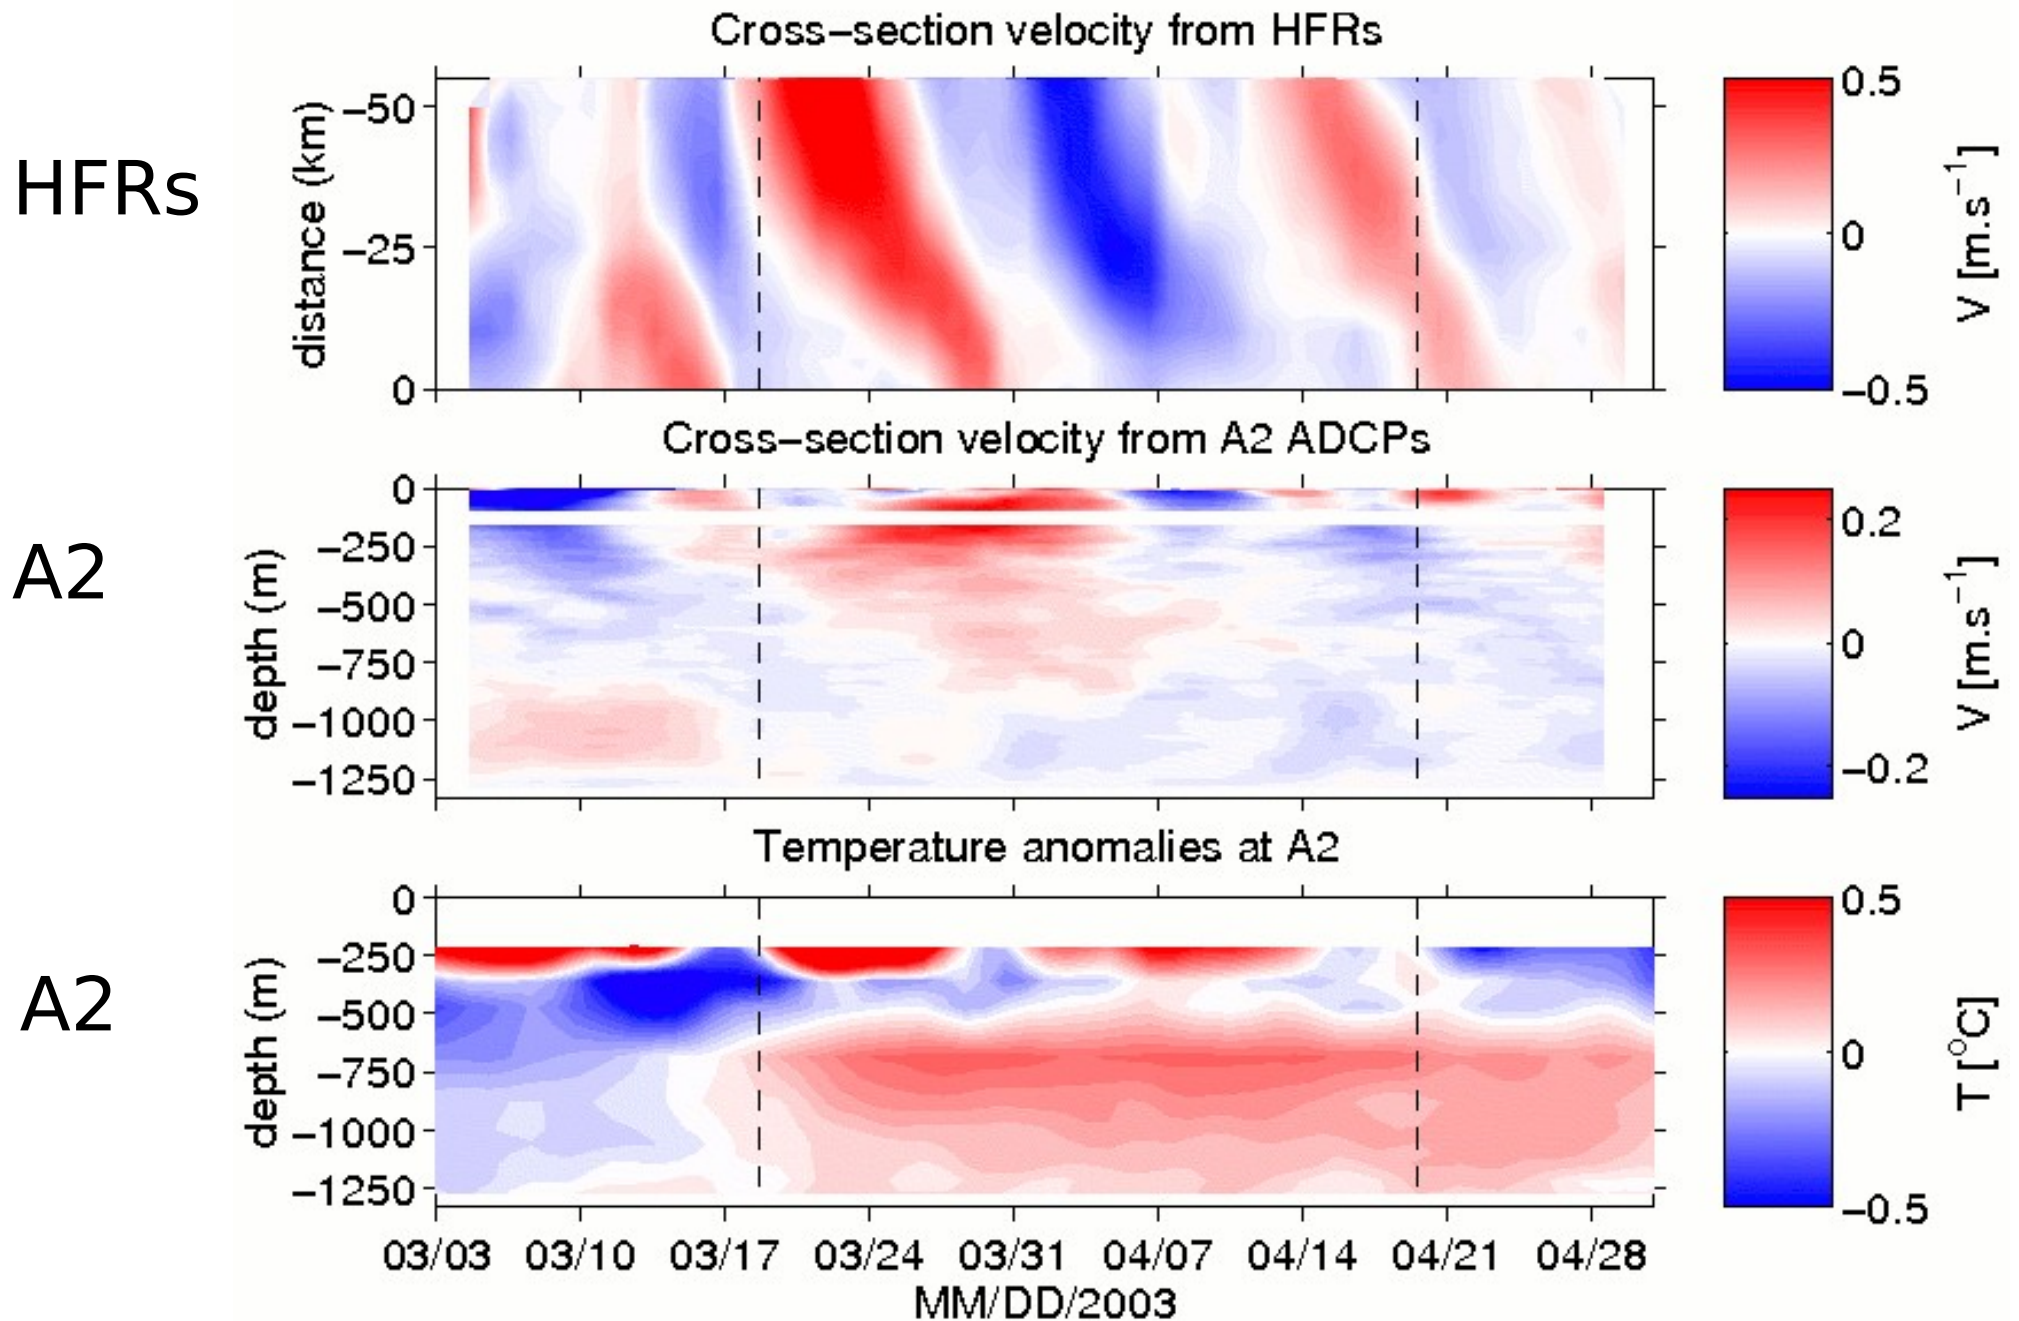 Cross−section velocity from HFRs
HFRs
distance (km)
−50
−25
0
0.5
0
−0.5
V [m.s−1]
Cross−section velocity from A2 ADCPs
A2
depth (m)
0
−250
−500
−750
−1000
−1250
0.2
0
−0.2
V [m.s−1]
Temperature anomalies at A2
A2
depth (m)
0
−250
−500
−750
−1000
−1250
0.5
0
−0.5
T [oC]
03/03 03/10 03/17 03/24 03/31 04/07 04/14 04/21 04/28
MM/DD/2003